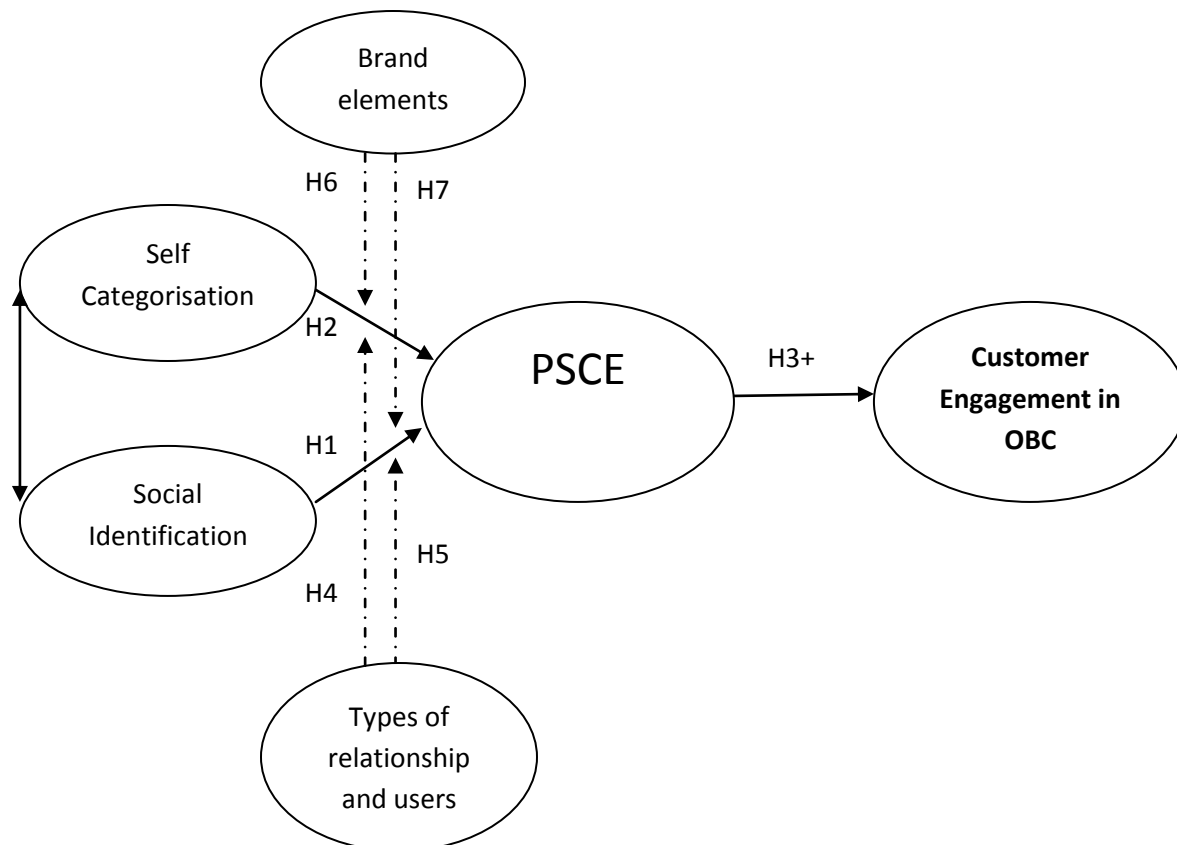 Brand
elements
H6
H7
Self
Categorisation
H2
PSCE
H3+
Customer
Engagement in
OBC
H1
Social
Identification
H5
H4
Types of
relationship
and users